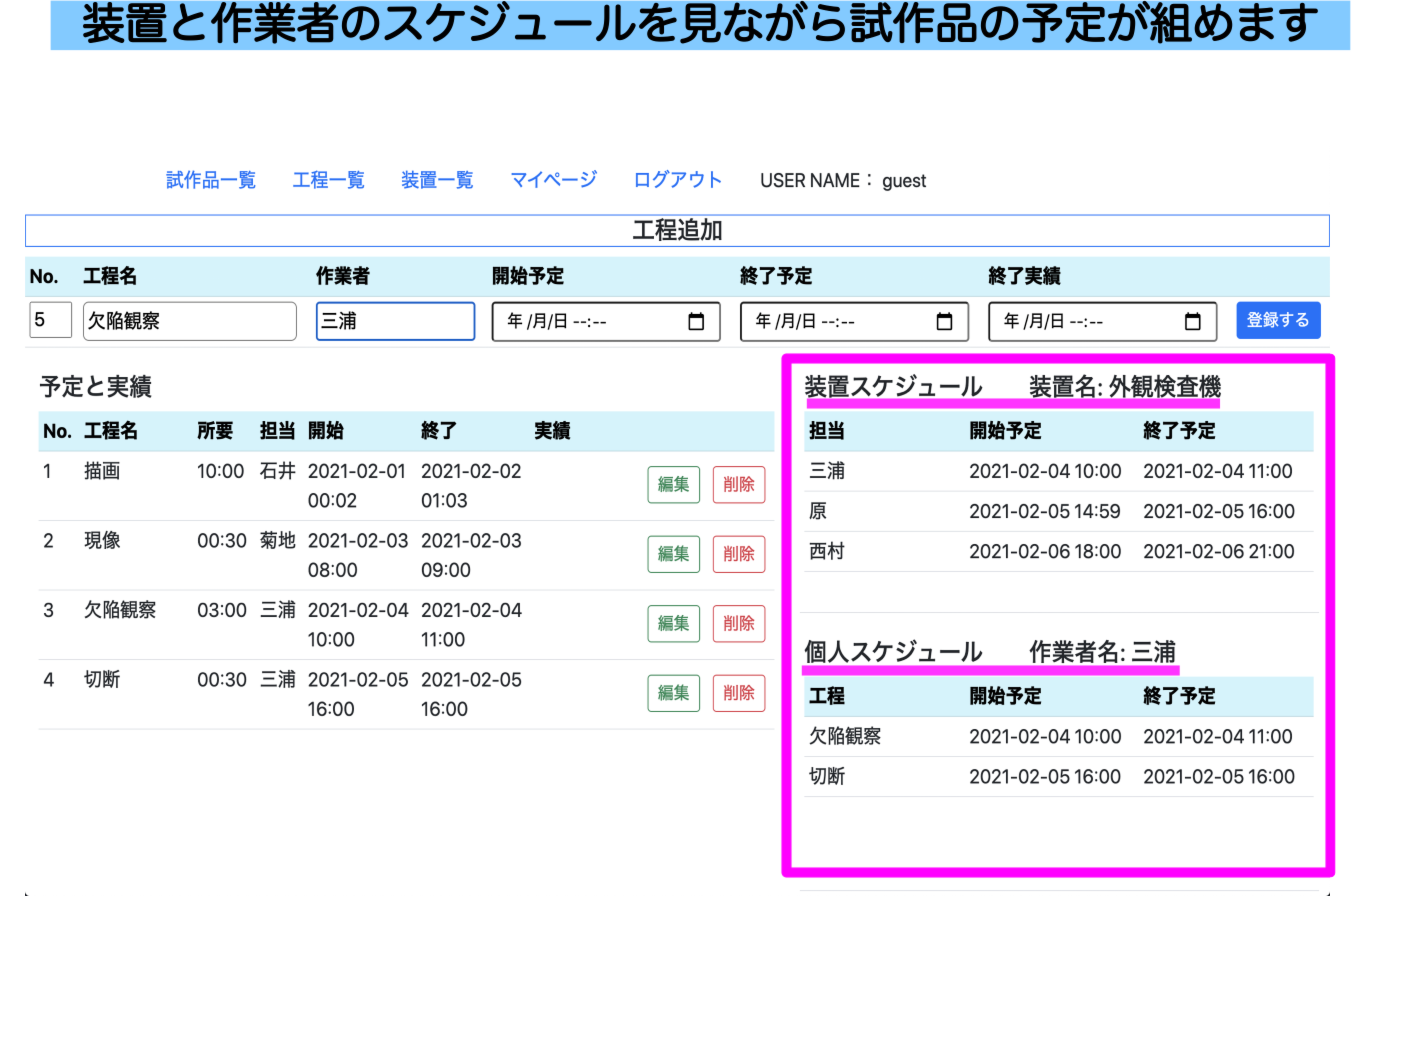 装置と作業者のスケジュールを見ながら試作品の予定が組めます
試作品一覧 工程一覧 装置一覧 マイページ ログアウト USER NAME： guest
工程追加
No. 工程名 作業者 開始予定 終了予定 終了実績
5 欠陥観察 三浦 年 /月/日 --:-- 年 /月/日 --:-- 年 /月/日 --:-- 登録する
予定と実績
No. 工程名 所要 担当 開始 終了 実績
1 描画 10:00 石井 2021-02-01 2021-02-02 編集 削除
00:02 01:03
2 現像 00:30 菊地 2021-02-03 2021-02-03 編集 削除
08:00 09:00
3 欠陥観察 03:00 三浦 2021-02-04 2021-02-04 編集 削除
10:00 11:00
4 切断 00:30 三浦 2021-02-05 2021-02-05 編集 削除
16:00 16:00
装置スケジュール 装置名: 外観検査機
担当 開始予定 終了予定
三浦 2021-02-04 10:00 2021-02-04 11:00
原 2021-02-05 14:59 2021-02-05 16:00
西村 2021-02-06 18:00 2021-02-06 21:00
個人スケジュール 作業者名: 三浦
工程 開始予定 終了予定
欠陥観察 2021-02-04 10:00 2021-02-04 11:00
切断 2021-02-05 16:00 2021-02-05 16:00